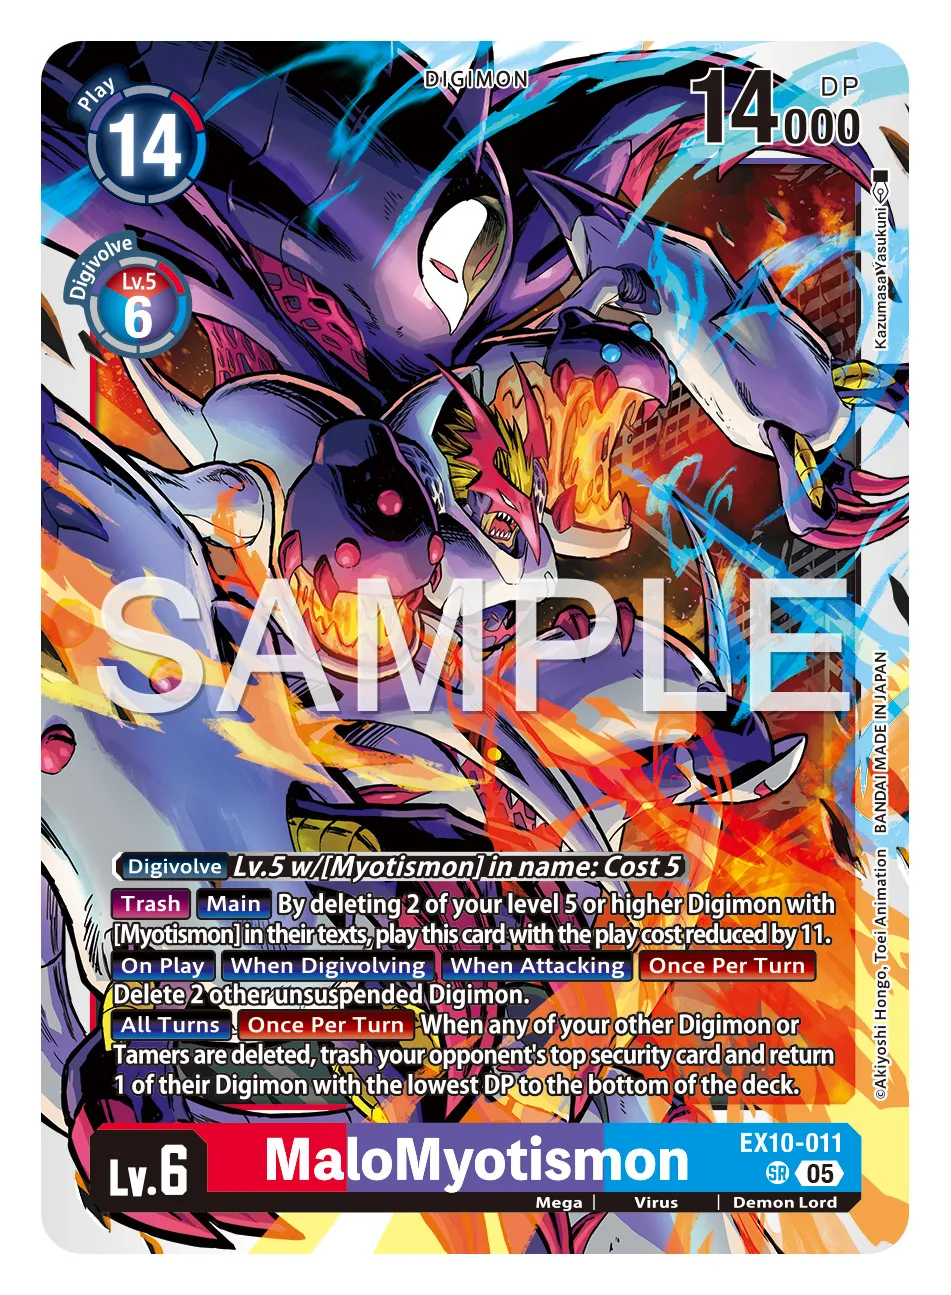 DIGIMON
Play
14
14000
DP
Digivolve
Lv.5
6
Kazumasa Yasukuni
SAMPLE
BANDAI MADE IN JAPAN
©Akiyoshi Hongo, Toei Animation
Digivolve Lv.5 w/[Myotismon] in name: Cost 5
Trash Main By deleting 2 of your level 5 or higher Digimon with
[Myotismon] in their texts, play this card with the play cost reduced by 11.
On Play When Digivolving When Attacking Once Per Turn
Delete 2 other unsuspended Digimon.
All Turns Once Per Turn When any of your other Digimon or
Tamers are deleted, trash your opponent's top security card and return
1 of their Digimon with the lowest DP to the bottom of the deck.
Lv.6
MaloMyotismon
EX10-011
SR 05
Mega | Virus | Demon Lord